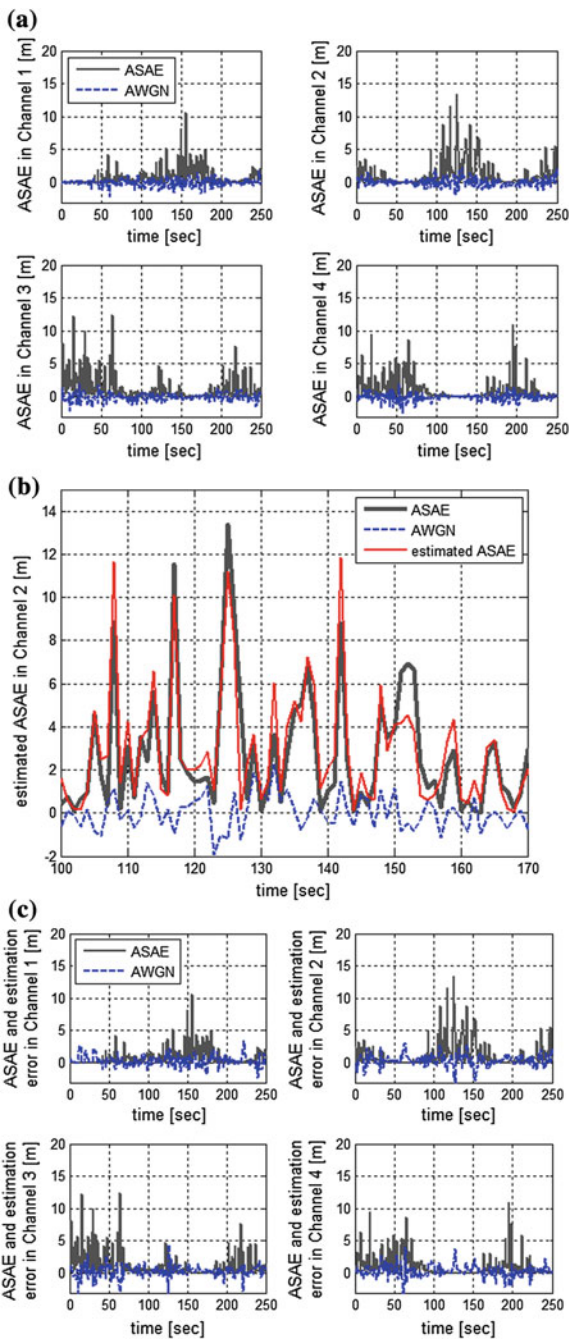 (a)
ASAE in Channel 1 [m]
20
15
10
5
0
ASAE
AWGN
0 50 100 150 200 250
time [sec]
ASAE in Channel 2 [m]
20
15
10
5
0
0 50 100 150 200 250
time [sec]
ASAE in Channel 3 [m]
20
15
10
5
0
0 50 100 150 200 250
time [sec]
ASAE in Channel 4 [m]
20
15
10
5
0
0 50 100 150 200 250
time [sec]
(b)
estimated ASAE in Channel 2 [m]
14
12
10
8
6
4
2
0
-2
ASAE
AWGN
estimated ASAE
100 110 120 130 140 150 160 170
time [sec]
(c)
ASAE and estimation
error in Channel 1 [m]
20
15
10
5
0
ASAE
AWGN
0 50 100 150 200 250
time [sec]
ASAE and estimation
error in Channel 2 [m]
20
15
10
5
0
0 50 100 150 200 250
time [sec]
ASAE and estimation
error in Channel 3 [m]
20
15
10
5
0
0 50 100 150 200 250
time [sec]
ASAE and estimation
error in Channel 4 [m]
20
15
10
5
0
0 50 100 150 200 250
time [sec]